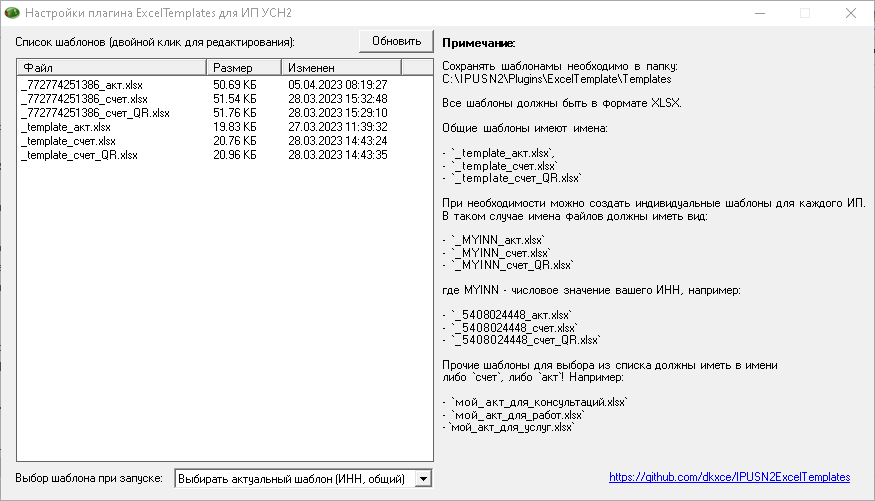 Настройки плагина ExcelTemplates для ИП УСН2
Список шаблонов (двойной клик для редактирования):
Обновить
Файл Размер Изменен
_772774251386_акт.xlsx 50.69 КБ 05.04.2023 08:19:27
_772774251386_счет.xlsx 51.54 КБ 28.03.2023 15:32:48
_772774251386_счет_QR.xlsx 51.76 КБ 28.03.2023 15:29:10
_template_акт.xlsx 19.83 КБ 27.03.2023 11:39:32
_template_счет.xlsx 20.76 КБ 28.03.2023 14:43:24
_template_счет_QR.xlsx 20.96 КБ 28.03.2023 14:43:35
Выбор шаблона при запуске:
Выбирать актуальный шаблон (ИНН, общий)
Примечание:
Сохранять шаблонамы необходимо в папку:
C:\IPUSN2\Plugins\ExcelTemplate\Templates
Все шаблоны должны быть в формате XLSX.
Общие шаблоны имеют имена:
- `_template_акт.xlsx`,
- `_template_счет.xlsx`
- `_template_счет_QR.xlsx`
При необходимости можно создать индивидуальные шаблоны для каждого ИП.
В таком случае имена файлов должны иметь вид:
- `_MYINN_акт.xlsx`
- `_MYINN_счет.xlsx`
- `_MYINN_счет_QR.xlsx`
где MYINN - числовое значение вашего ИНН, например:
- `_5408024448_акт.xlsx`
- `_5408024448_счет.xlsx`
- `_5408024448_счет_QR.xlsx`
Прочие шаблоны для выбора из списка должны иметь в имени
либо `счет`, либо `акт`! Например:
- `мой_акт_для_консультаций.xlsx`
- `мой_акт_для_работ.xlsx`
-`мой_акт_для_услуг.xlsx`
https://github.com/dkxce/IPUSN2ExcelTemplates